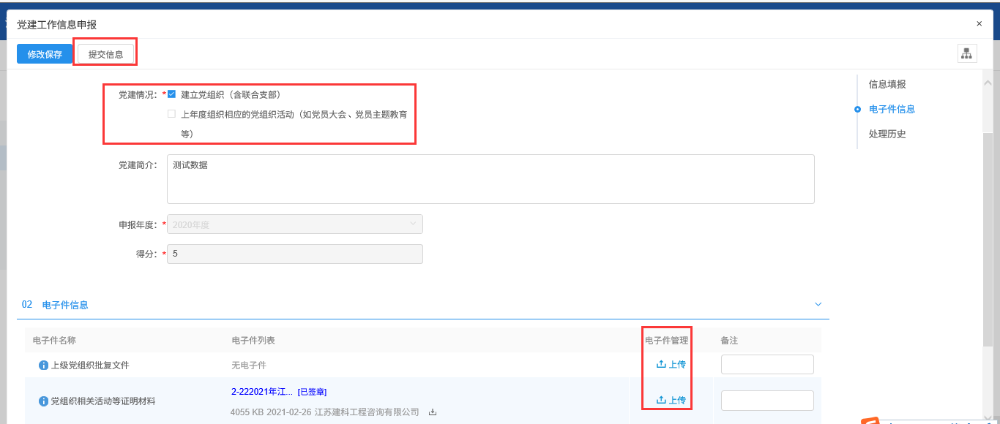 党建工作信息申报
×
修改保存
提交信息
党建情况: * 建立党组织（含联合支部）
上年度组织相应的党组织活动（如党员大会、党员主题教育
等）
党建简介: 测试数据
申报年度: * 2020年度
得分: * 5
信息填报
电子件信息
处理历史
02 电子件信息
电子件名称 电子件列表 电子件管理 备注
上级党组织批复文件 无电子件 上传
党组织相关活动等证明材料 2-222021年江... [已签章] 上传
4055 KB 2021-02-26 江苏建科工程咨询有限公司